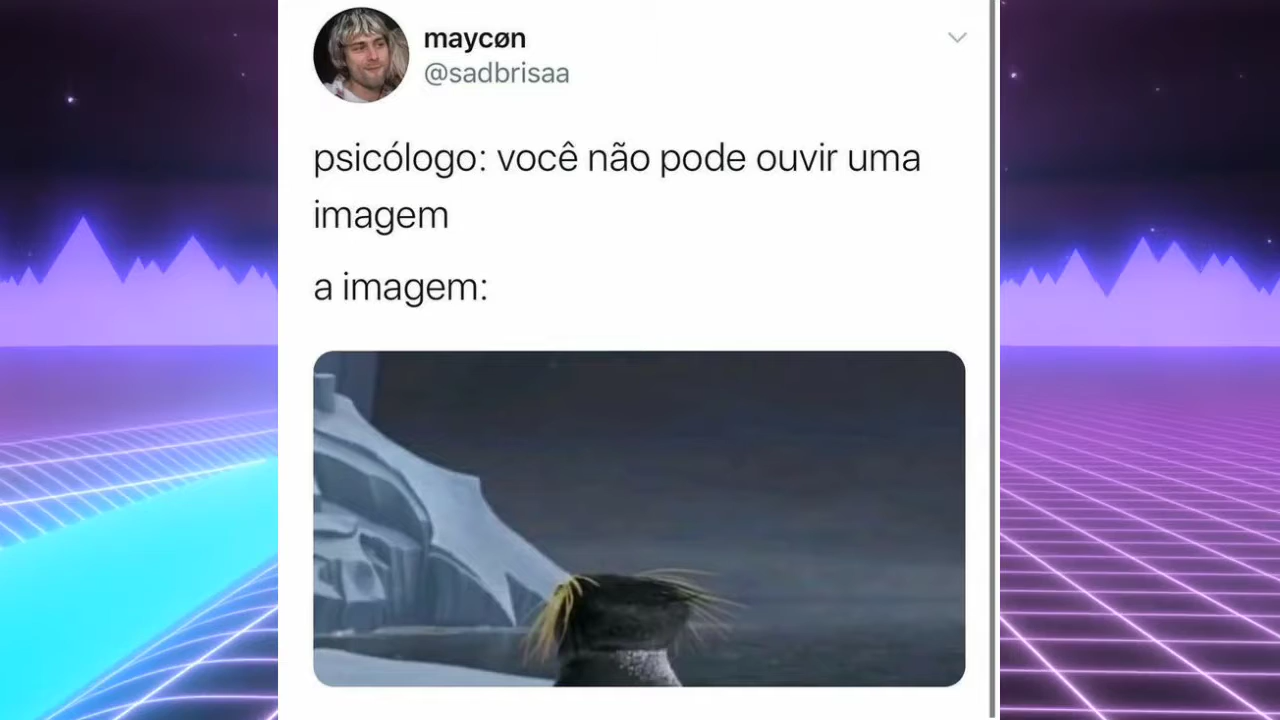 maycøn
@sadbrisaa
psicólogo: você não pode ouvir uma
imagem
a imagem: